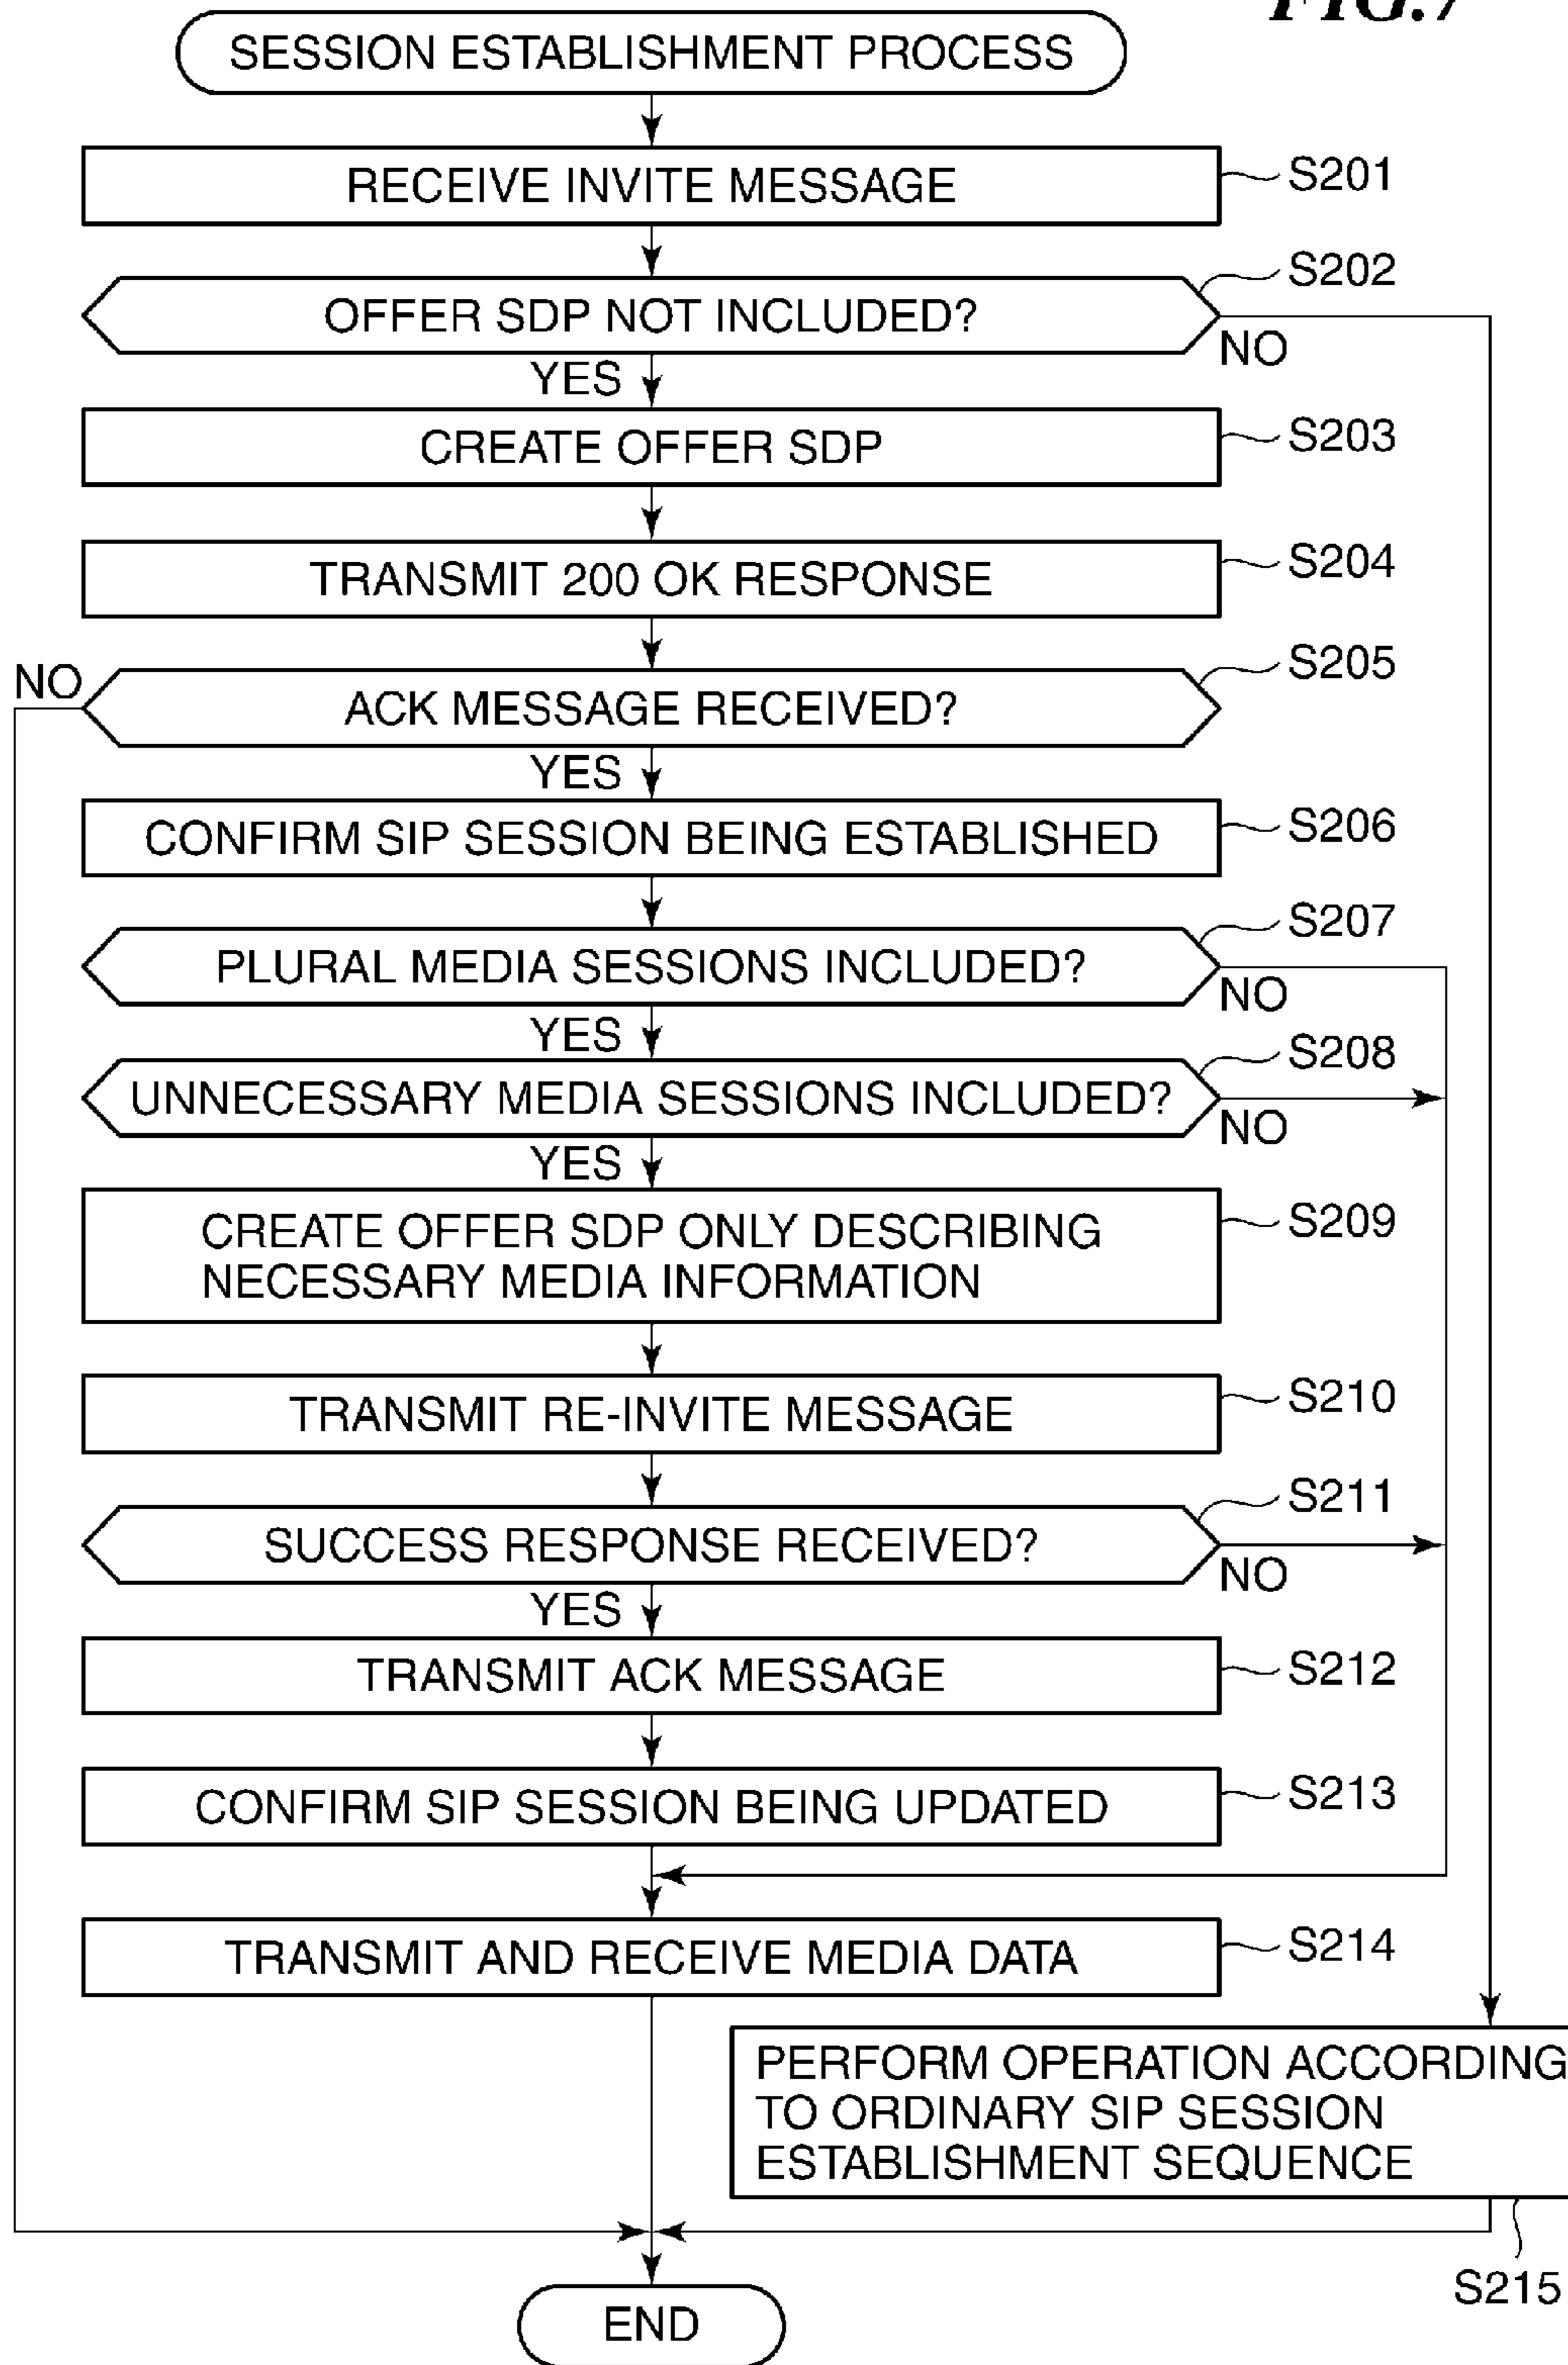 FIG.7
SESSION ESTABLISHMENT PROCESS
RECEIVE INVITE MESSAGE
S201
OFFER SDP NOT INCLUDED?
S202
NO
YES
CREATE OFFER SDP
S203
TRANSMIT 200 OK RESPONSE
S204
NO
ACK MESSAGE RECEIVED?
S205
YES
CONFIRM SIP SESSION BEING ESTABLISHED
S206
PLURAL MEDIA SESSIONS INCLUDED?
S207
NO
YES
UNNECESSARY MEDIA SESSIONS INCLUDED?
S208
NO
YES
CREATE OFFER SDP ONLY DESCRIBING
NECESSARY MEDIA INFORMATION
S209
TRANSMIT RE-INVITE MESSAGE
S210
SUCCESS RESPONSE RECEIVED?
S211
NO
YES
TRANSMIT ACK MESSAGE
S212
CONFIRM SIP SESSION BEING UPDATED
S213
TRANSMIT AND RECEIVE MEDIA DATA
S214
PERFORM OPERATION ACCORDING
TO ORDINARY SIP SESSION
ESTABLISHMENT SEQUENCE
S215
END